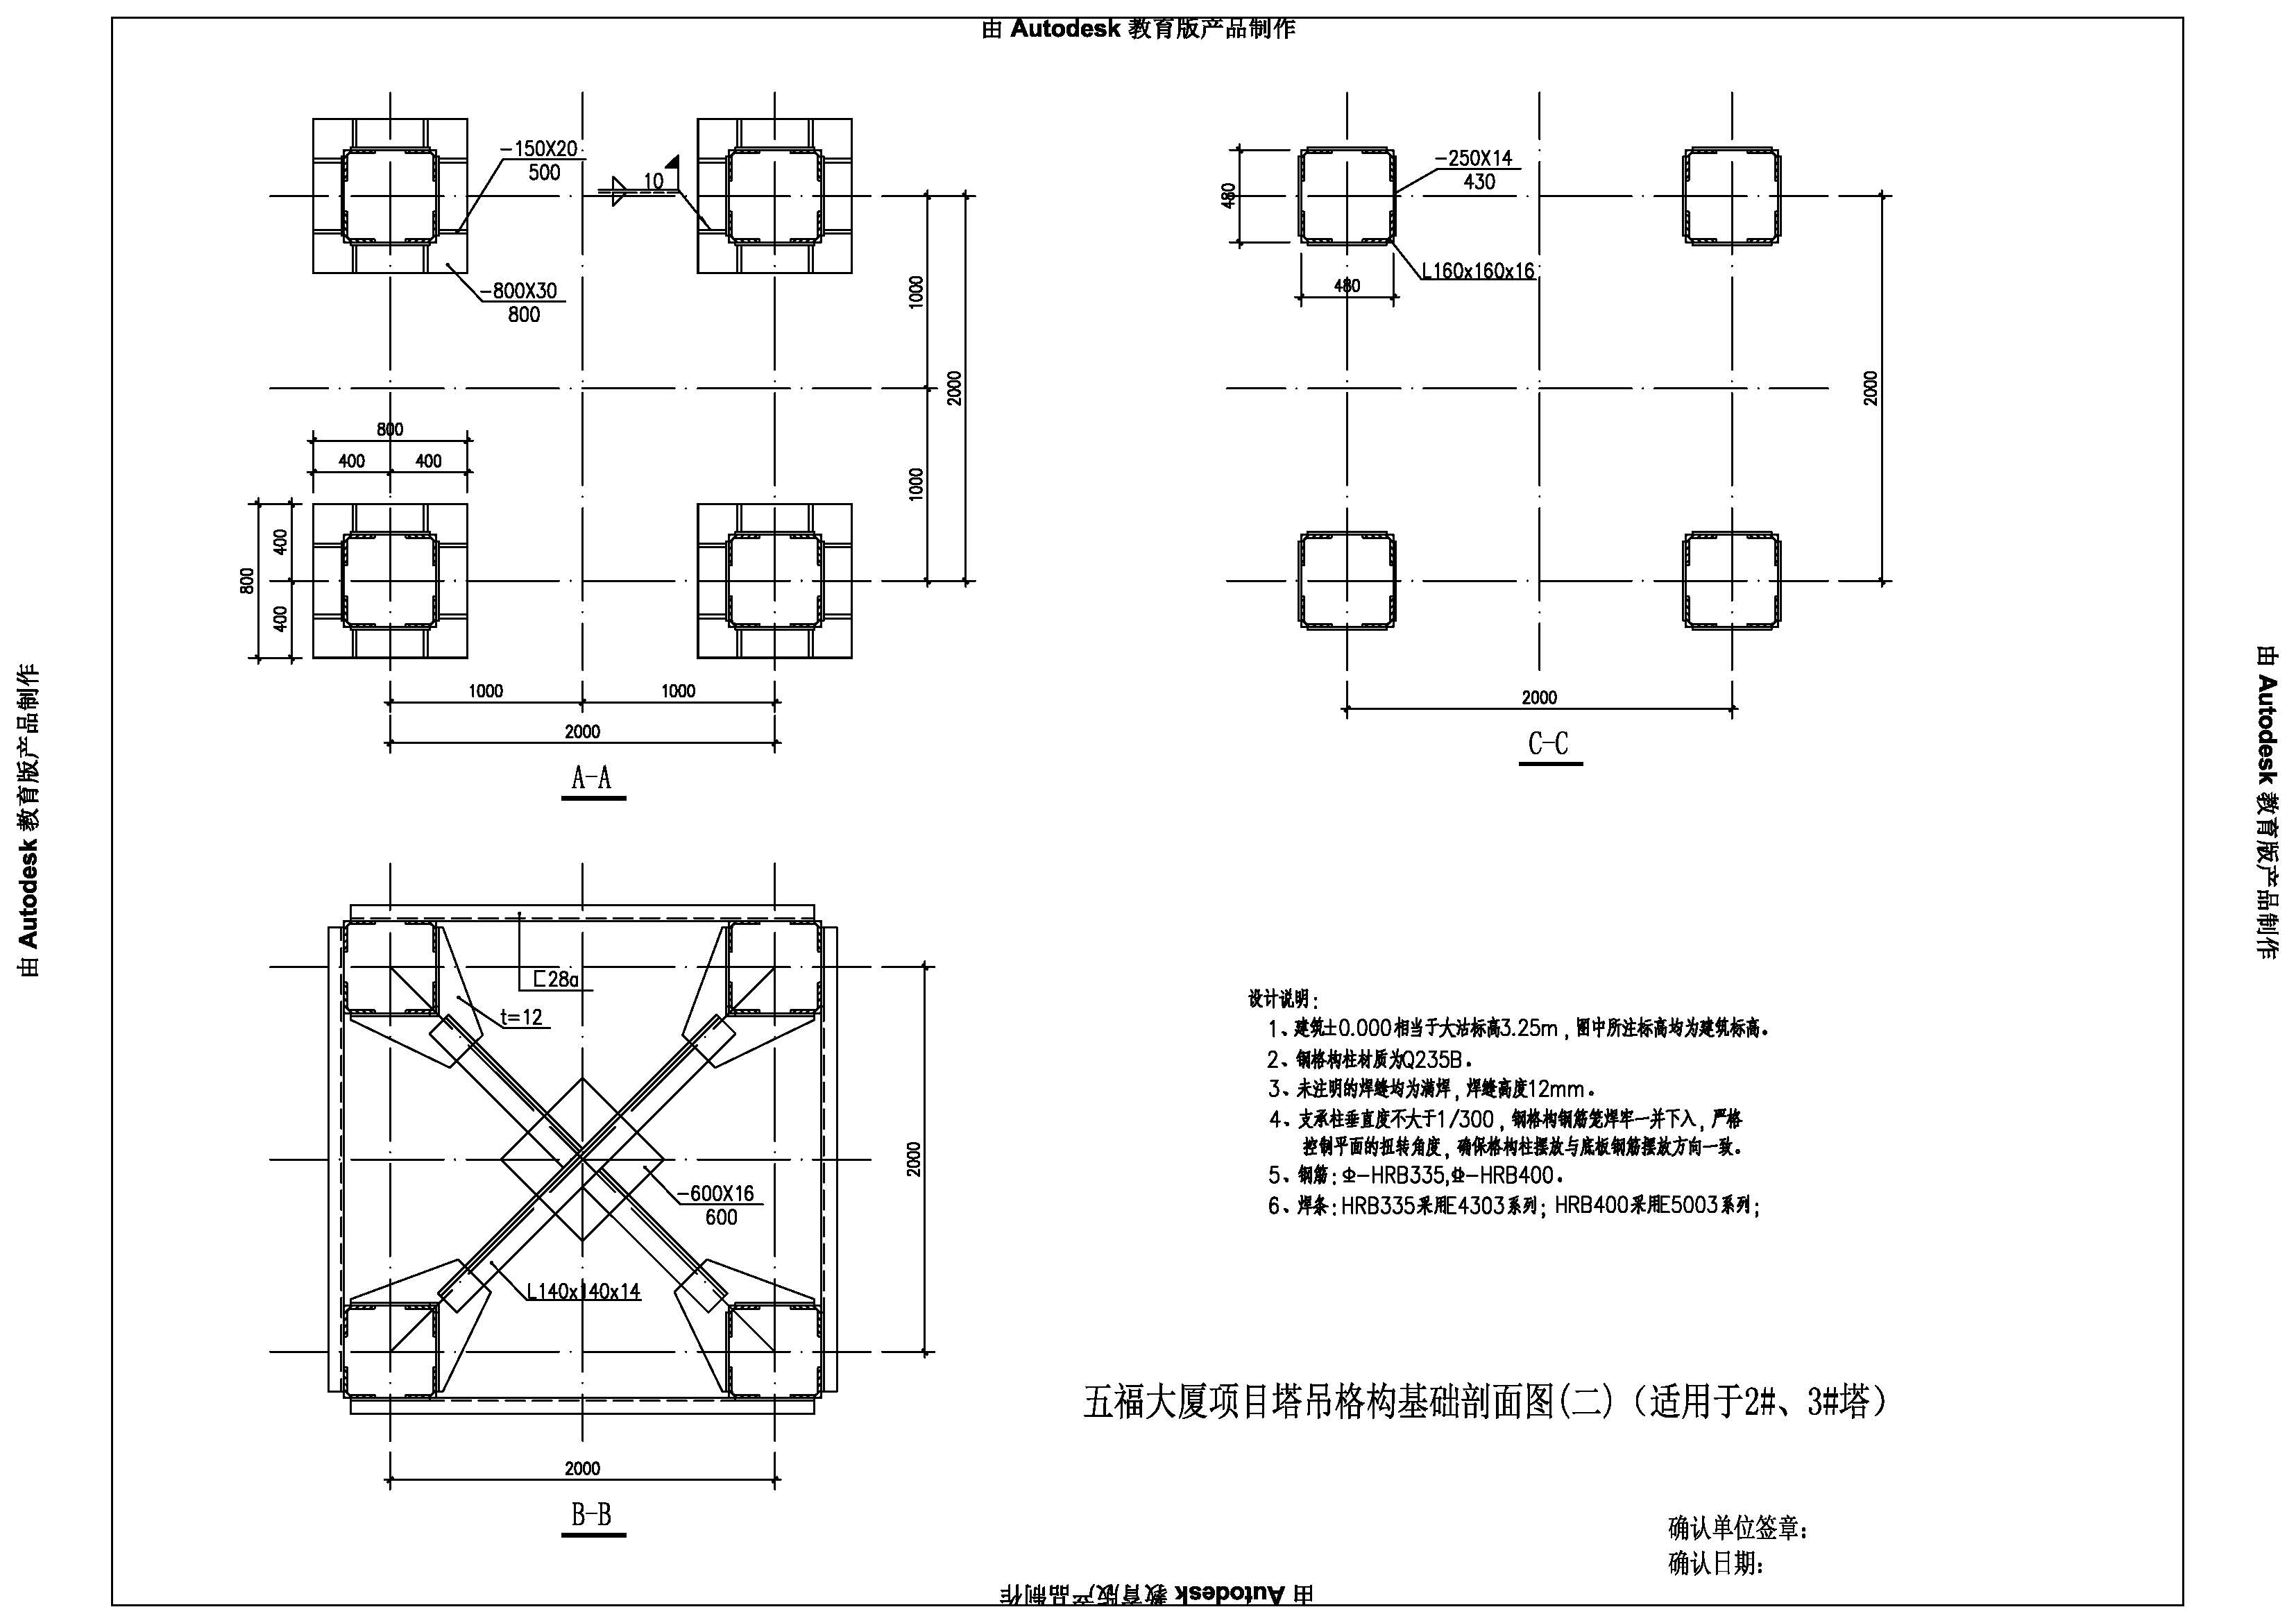 由 Autodesk 教育版产品制作
-150X20
500
10
-800X30
800
1000
2000
1000
800
400
400
400
800
400
1000
1000
2000
A-A
-250X14
430
480
L160x160x16
480
2000
2000
C-C
由 Autodesk 教育版产品制作
由 Autodesk 教育版产品制作
匚28a
t=12
-600X16
600
L140x140x14
2000
2000
B-B
设计说明：
1、建筑±0.000相当于大沽标高3.25m，图中所注标高均为建筑标高。
2、钢格构柱材质为Q235B。
3、未注明的焊缝均为满焊，焊缝高度12mm。
4、支承柱垂直度不大于1/300，钢格构钢筋笼焊牢一并下入，严格
控制平面的扭转角度，确保格构柱摆放与底板钢筋摆放方向一致。
5、钢筋：Φ-HRB335,Φ-HRB400。
6、焊条：HRB335采用E4303系列；HRB400采用E5003系列；
五福大厦项目塔吊格构基础剖面图(二)（适用于2#、3#塔）
确认单位签章：
确认日期：
由 Autodesk 教育版产品制作